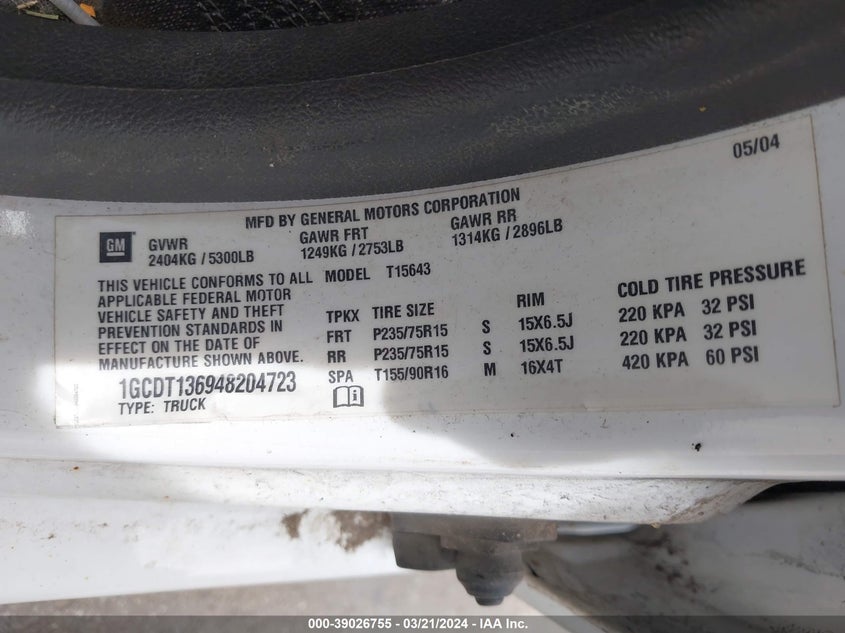 05/04
MFD BY GENERAL MOTORS CORPORATION
GM
GVWR GAWR FRT GAWR RR
2404KG / 5300LB 1249KG / 2753LB 1314KG / 2896LB
THIS VEHICLE CONFORMS TO ALL
APPLICABLE FEDERAL MOTOR
VEHICLE SAFETY AND THEFT
PREVENTION STANDARDS IN
EFFECT ON THE DATE OF
MANUFACTURE SHOWN ABOVE.
1GCDT136948204723
TYPE: TRUCK
MODEL T15643
TPKX TIRE SIZE RIM COLD TIRE PRESSURE
FRT P235/75R15 S 15X6.5J 220 KPA 32 PSI
RR P235/75R15 S 15X6.5J 220 KPA 32 PSI
SPA T155/90R16 M 16X4T 420 KPA 60 PSI
000-39026755 — 03/21/2024 — IAA Inc.